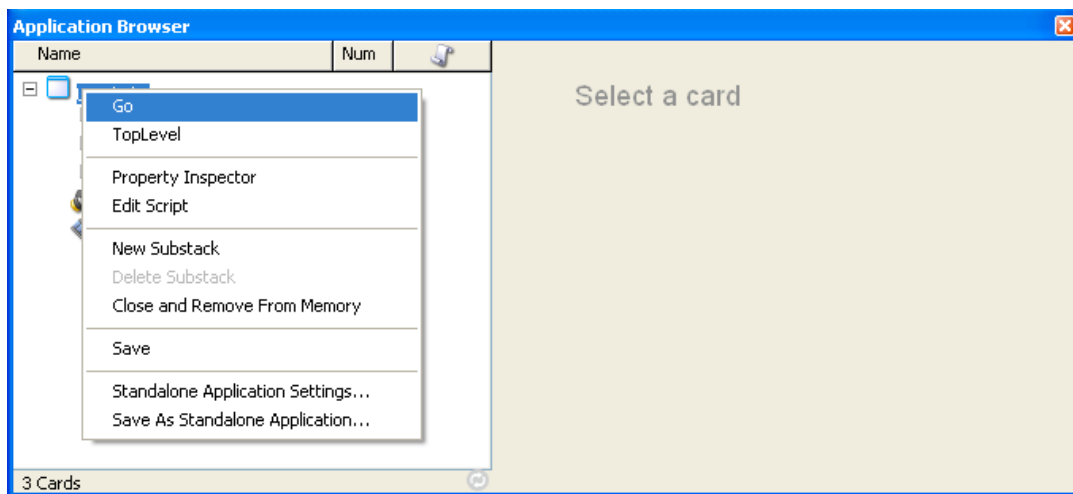 Application Browser
Name Num
Select a card
Go
TopLevel
Property Inspector
Edit Script
New Substack
Delete Substack
Close and Remove From Memory
Save
Standalone Application Settings...
Save As Standalone Application...
3 Cards